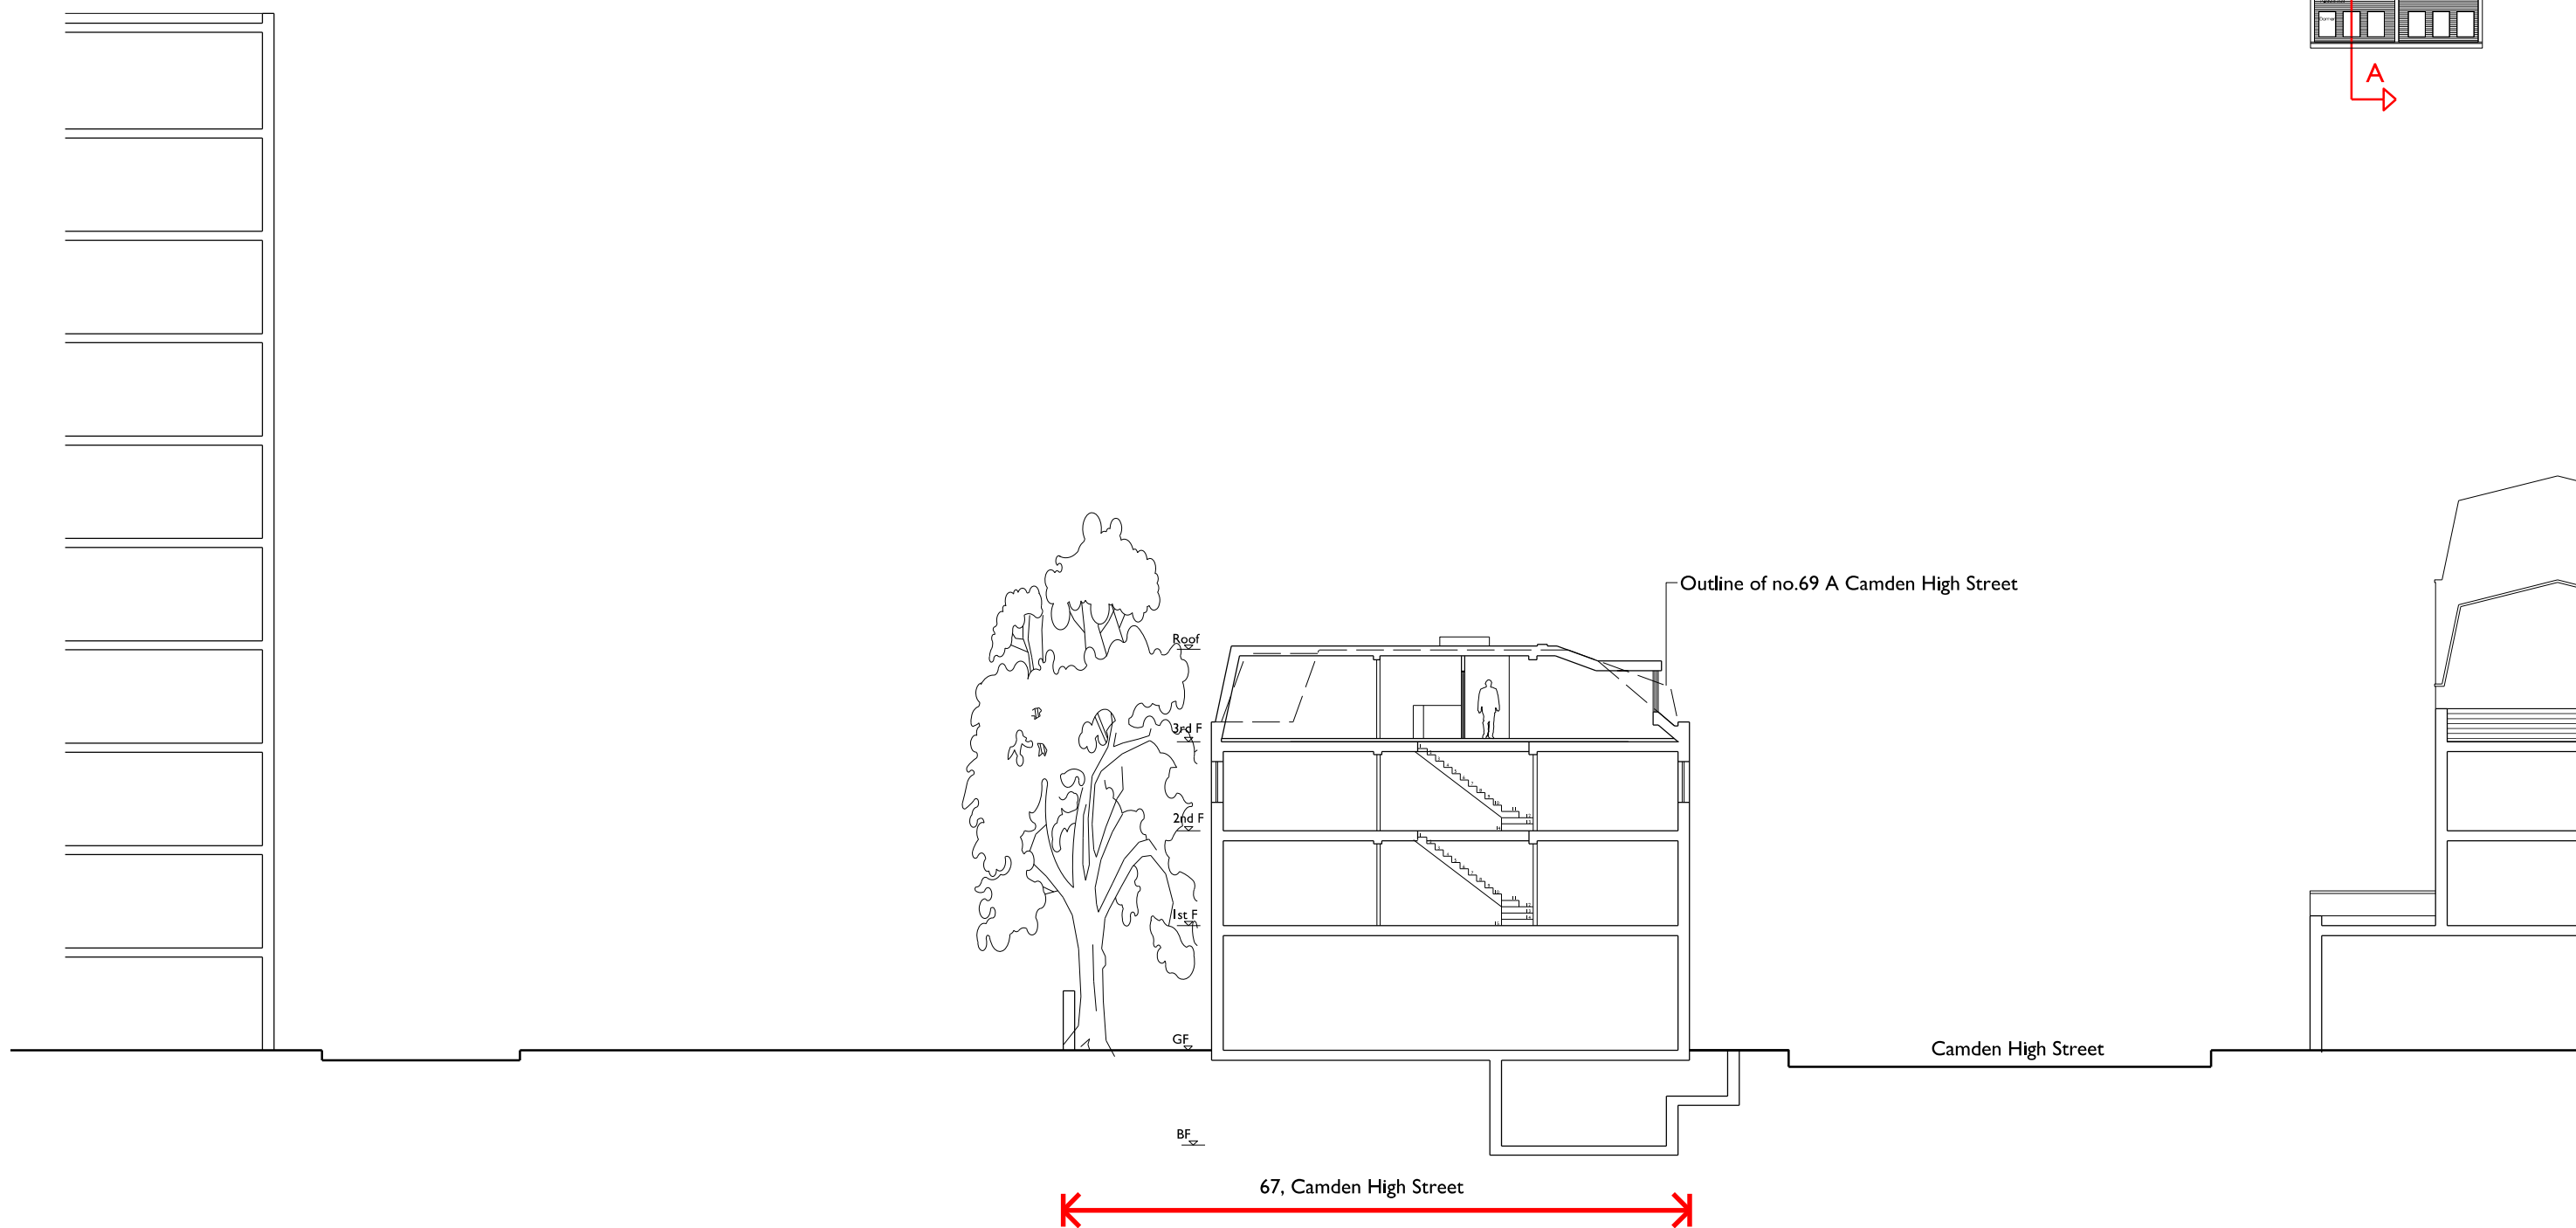 Dormer
A
Outline of no.69 A Camden High Street
Roof
3rd F
2nd F
1st F
GF
Camden High Street
BF
67, Camden High Street